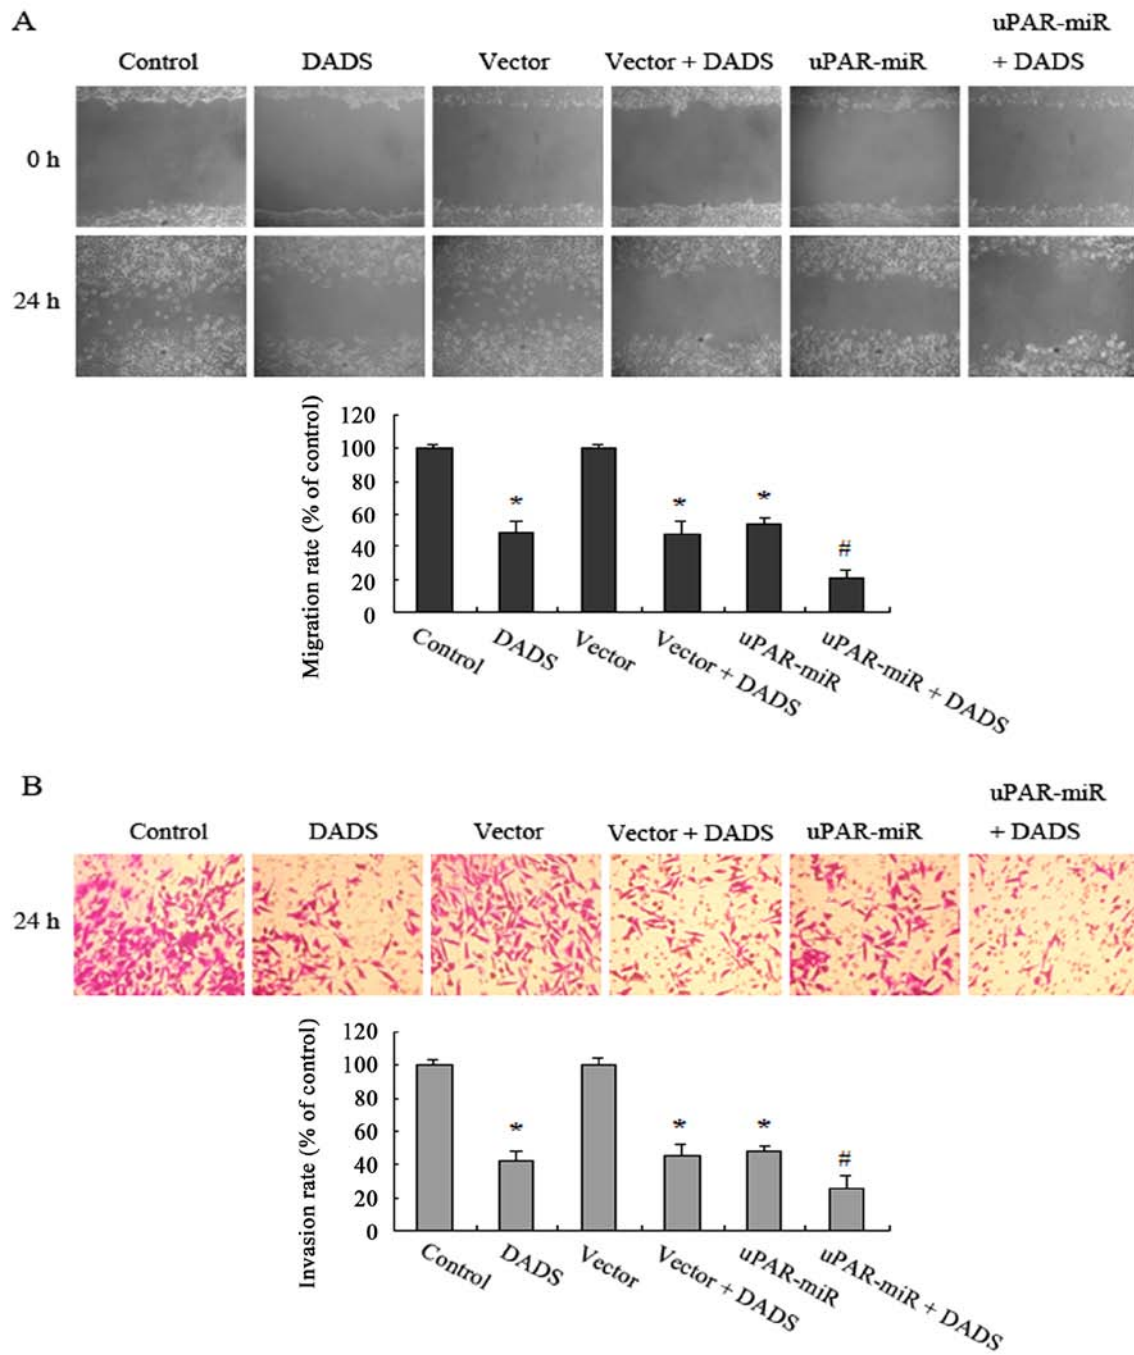 A
Control DADS Vector Vector + DADS uPAR-miR uPAR-miR
+ DADS
0 h
24 h
Migration rate (% of control)
120
100
80
60
40
20
0
* * * #
Control DADS Vector Vector + DADS uPAR-miR uPAR-miR + DADS
B
Control DADS Vector Vector + DADS uPAR-miR uPAR-miR
+ DADS
24 h
Invasion rate (% of control)
120
100
80
60
40
20
0
* * * #
Control DADS Vector Vector + DADS uPAR-miR uPAR-miR + DADS